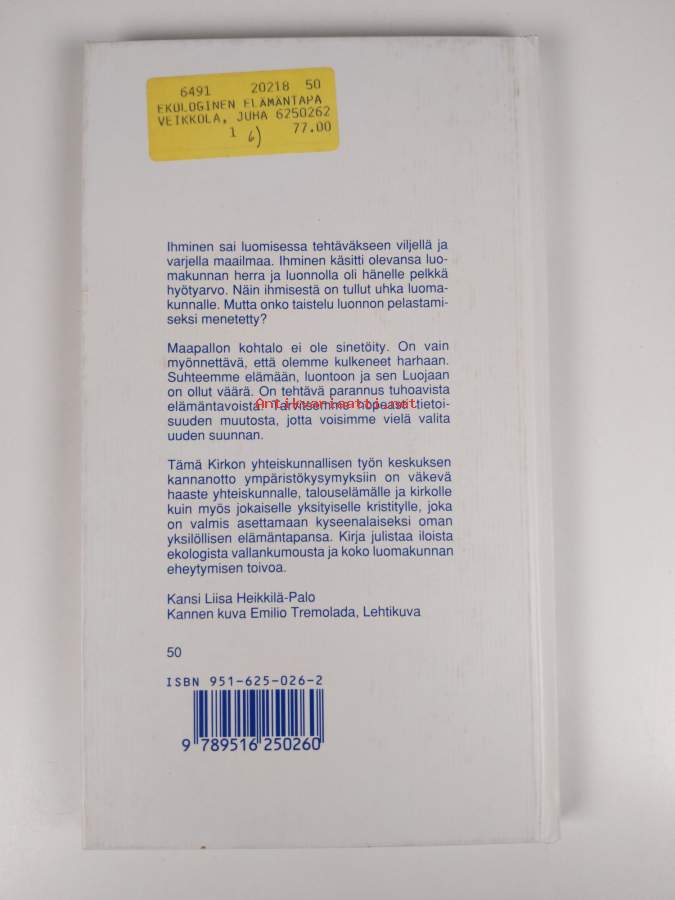 6491 20218 50
EKOLOGINEN ELÄMÄNTAPA
VEIKKOLA, JUHA 6250262
1 6) 77.00
Ihminen sai luomisessa tehtäväkseen viljellä ja
varjella maailmaa. Ihminen käsitti olevansa luo-
makunnan herra ja luonnolla oli hänelle pelkkä
hyötyarvo. Näin ihmisestä on tullut uhka luoma-
kunnalle. Mutta onko taistelu luonnon pelastami-
seksi menetetty?
Maapallon kohtalo ei ole sinetöity. On vain
myönnettävä, että olemme kulkeneet harhaan.
Suhteemme elämään, luontoon ja sen Luojaan
on ollut väärä. On tehtävä parannus tuhoavista
elämäntavoista. Tarvitsemme nopeasti tietoi-
Antikvariaatti.net
suuden muutosta, jotta voisimme vielä valita
uuden suunnan.
Tämä Kirkon yhteiskunnallisen työn keskuksen
kannanotto ympäristökysymyksiin on väkevä
haaste yhteiskunnalle, talouselämälle ja kirkolle
kuin myös jokaiselle yksityiselle kristitylle, joka
on valmis asettamaan kyseenalaiseksi oman
yksilöllisen elämäntapansa. Kirja julistaa iloista
ekologista vallankumousta ja koko luomakunnan
eheytymisen toivoa.
Kansi Liisa Heikkilä-Palo
Kannen kuva Emilio Tremolada, Lehtikuva
50
ISBN 951-625-026-2
9 789516 250260